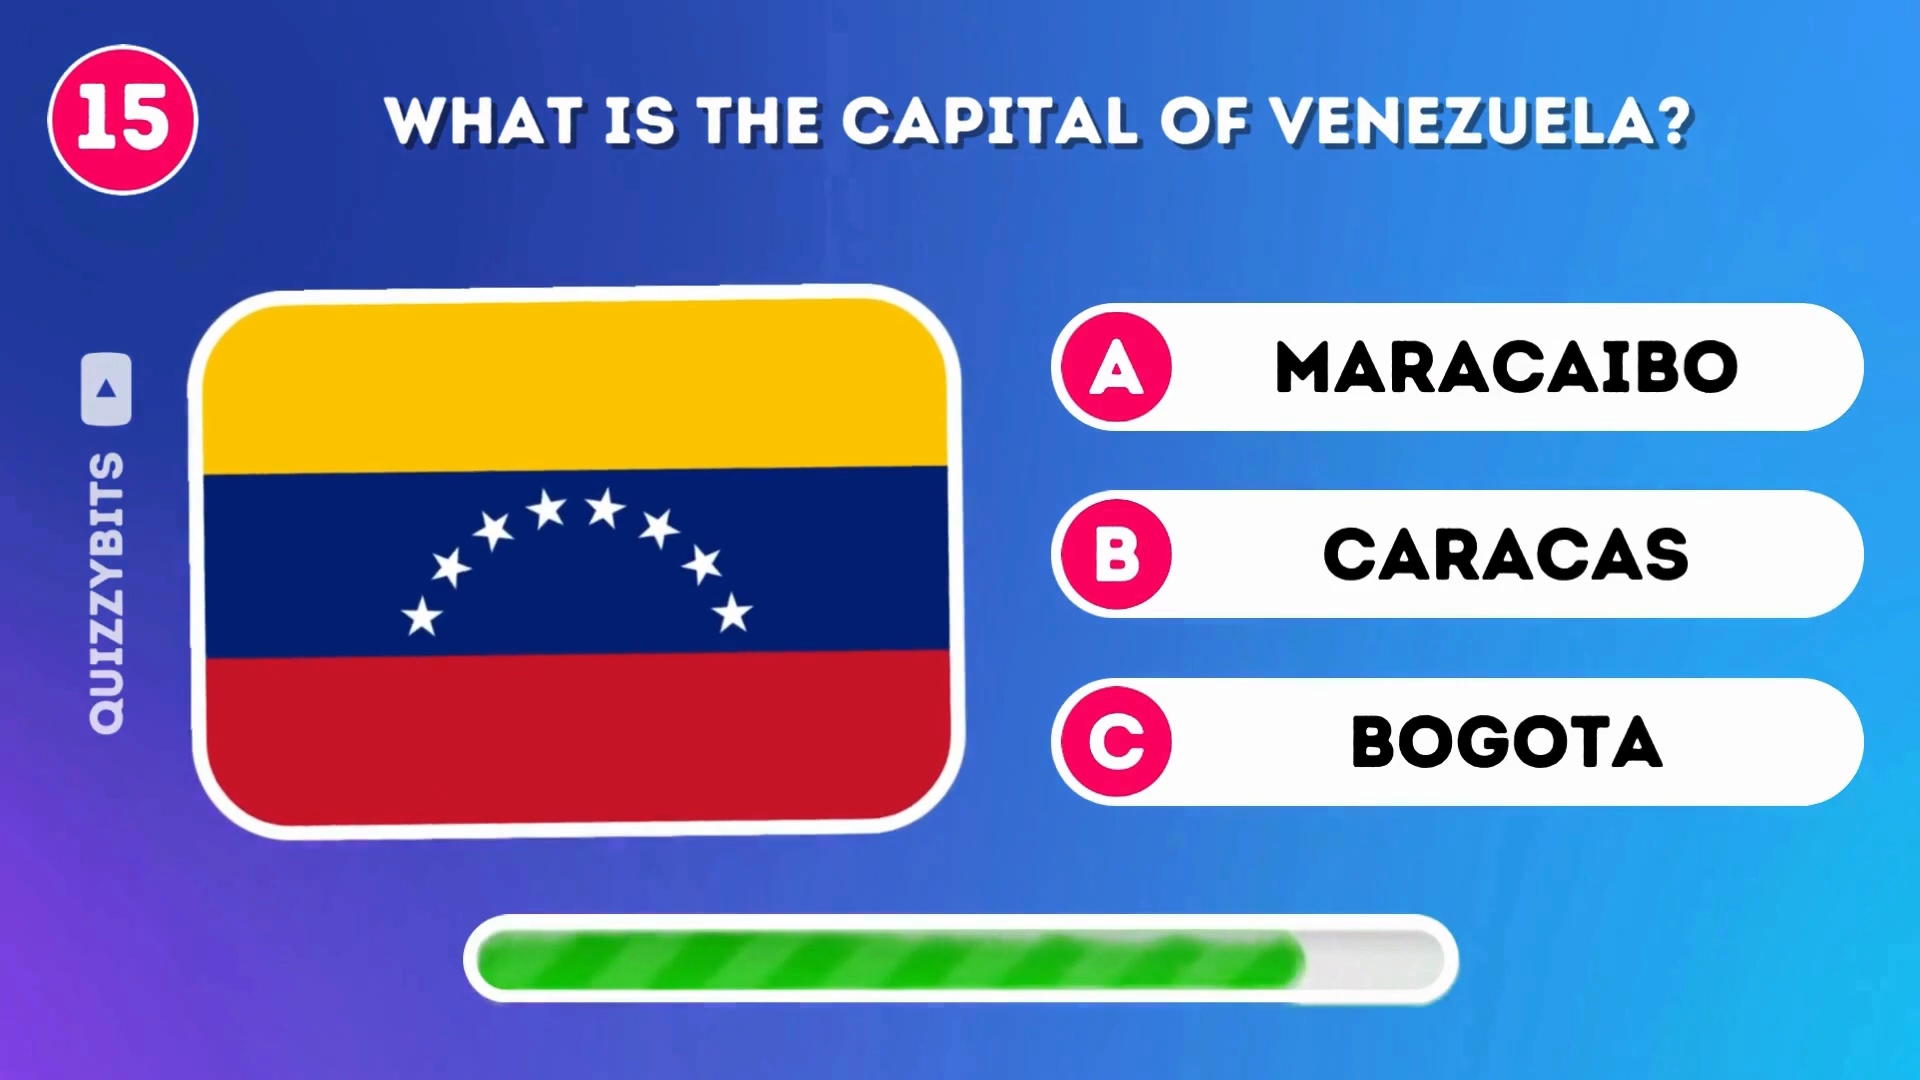 15
WHAT IS THE CAPITAL OF VENEZUELA?
QUIZZYBITS
A MARACAIBO
B CARACAS
C BOGOTA